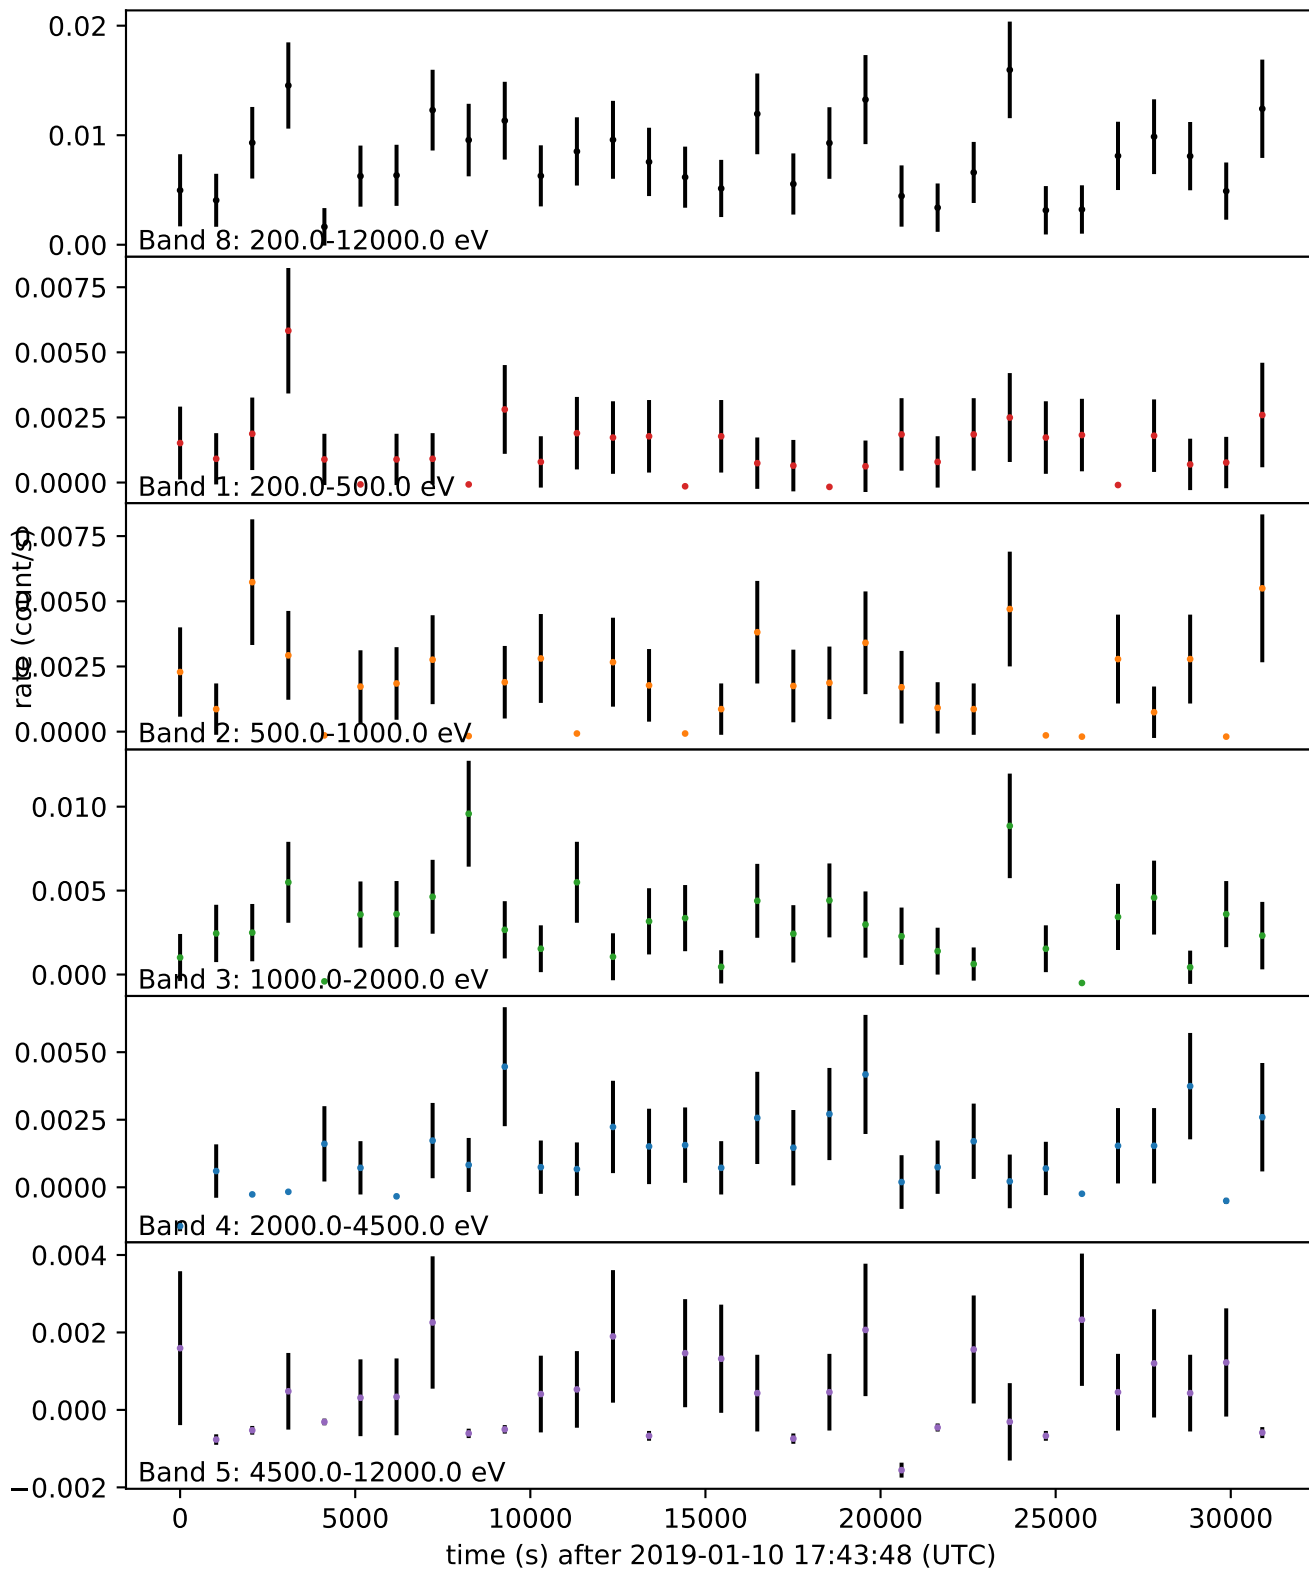 0.02
0.01
0.00
Band 8: 200.0-12000.0 eV
0.0075
0.0050
0.0025
0.0000
Band 1: 200.0-500.0 eV
rate (count/s)
0.0075
0.0050
0.0025
0.0000
Band 2: 500.0-1000.0 eV
0.010
0.005
0.000
Band 3: 1000.0-2000.0 eV
0.0050
0.0025
0.0000
Band 4: 2000.0-4500.0 eV
0.004
0.002
0.000
−0.002
Band 5: 4500.0-12000.0 eV
0 5000 10000 15000 20000 25000 30000
time (s) after 2019-01-10 17:43:48 (UTC)